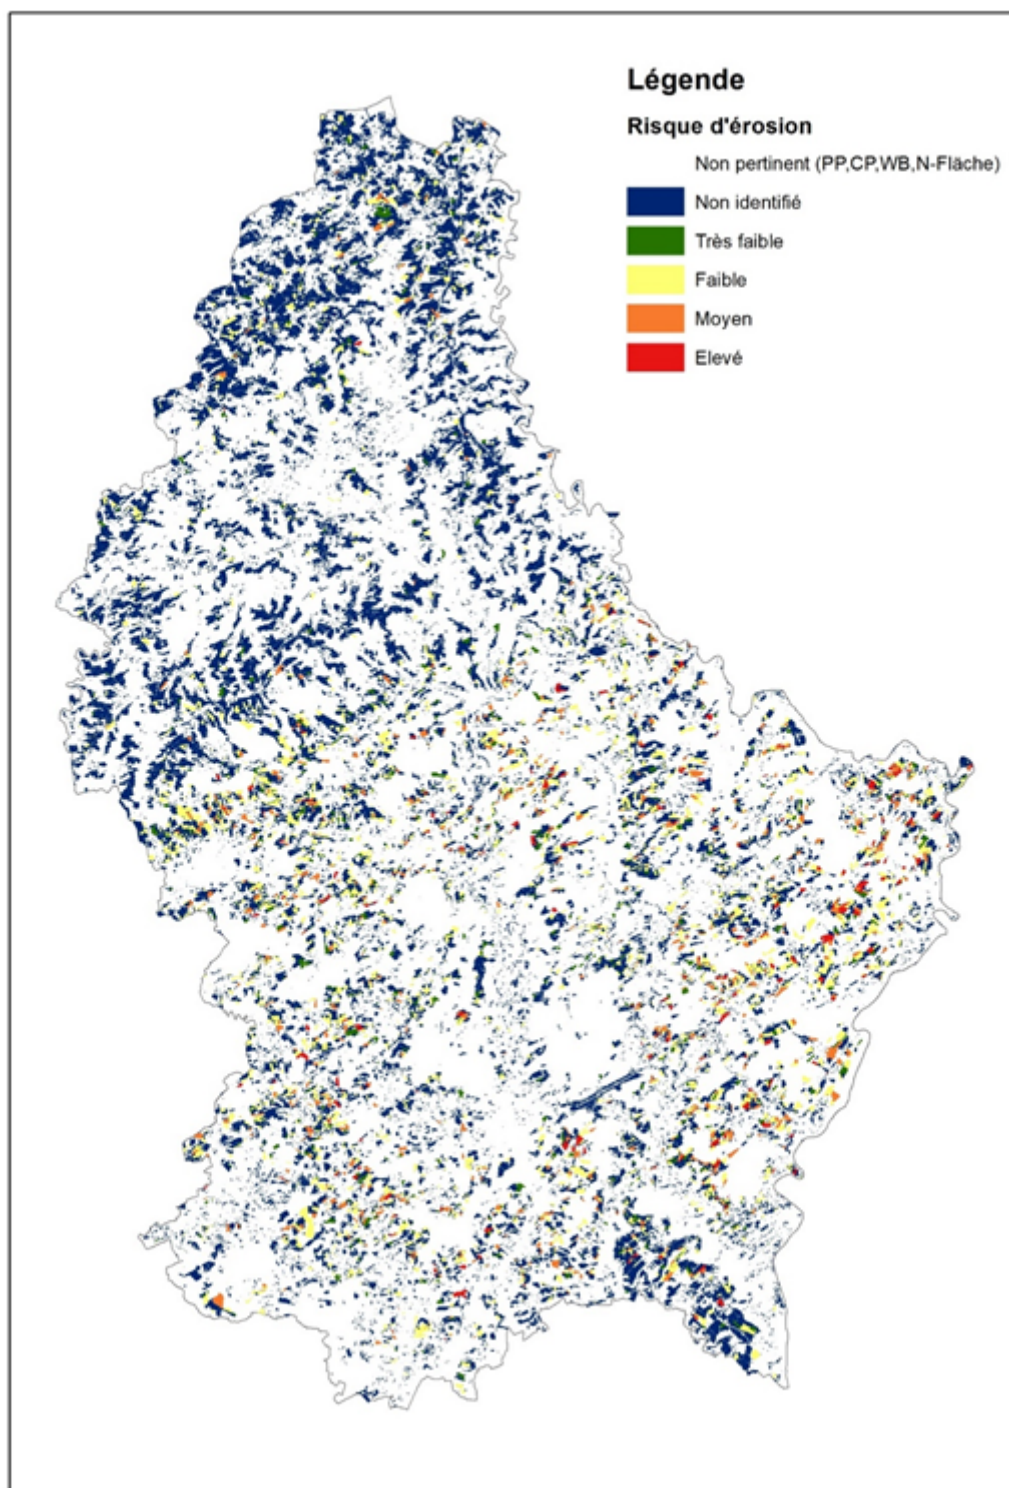 Légende
Risque d'érosion
Non pertinent (PP,CP,WB,N-Fläche)
Non identifié
Très faible
Faible
Moyen
Elevé